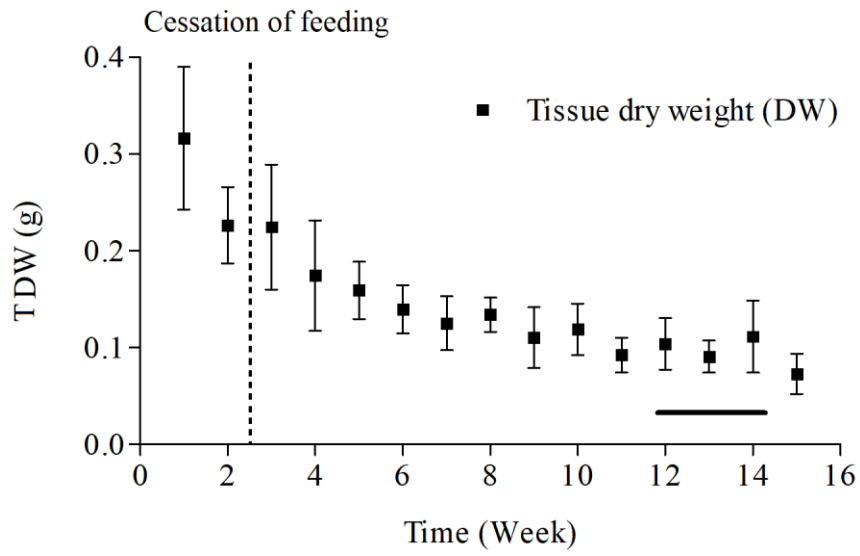 Cessation of feeding
0.4
0.3
0.2
0.1
0.0
TDW (g)
Tissue dry weight (DW)
0 2 4 6 8 10 12 14 16
Time (Week)